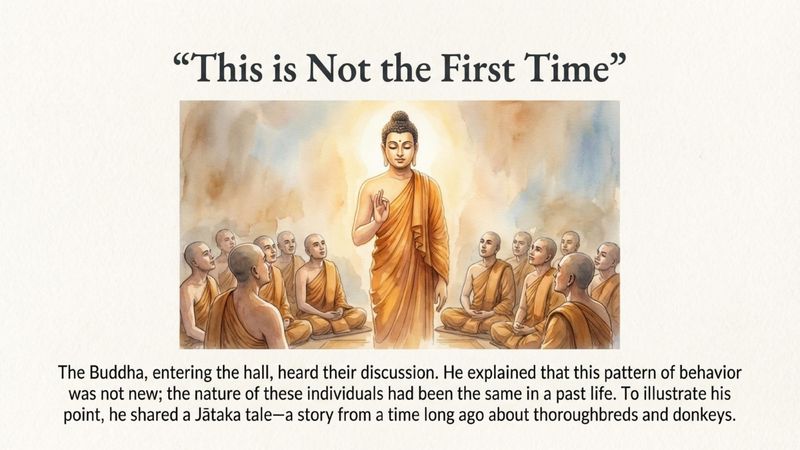 “This is Not the First Time”
The Buddha, entering the hall, heard their discussion. He explained that this pattern of behavior
was not new; the nature of these individuals had been the same in a past life. To illustrate his
point, he shared a Jātaka tale—a story from a time long ago about thoroughbreds and donkeys.